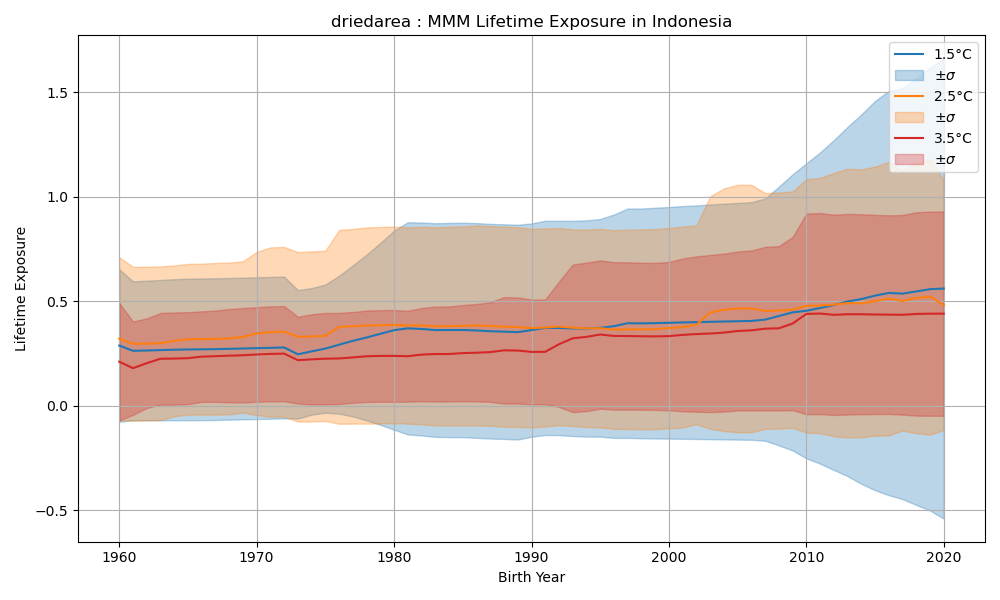 driedarea : MMM Lifetime Exposure in Indonesia
Lifetime Exposure
1.5
1.0
0.5
0.0
−0.5
1960 1970 1980 1990 2000 2010 2020
Birth Year
1.5°C
±σ
2.5°C
±σ
3.5°C
±σ